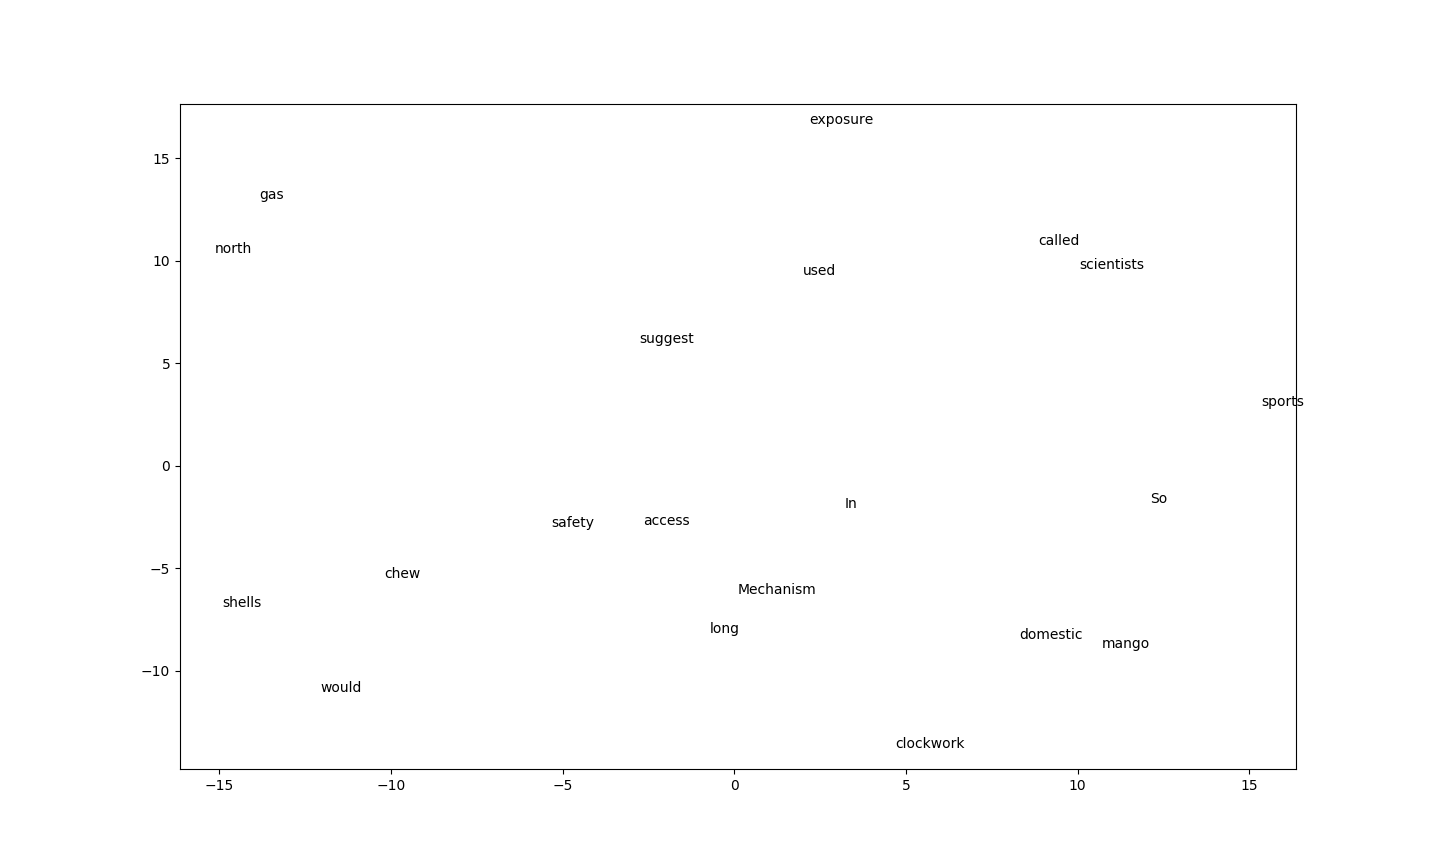 exposure
15
gas
called
north
10
scientists
used
suggest
5
sports
0
So
In
access
safety
−5
chew
Mechanism
shells
long
domestic
mango
−10
would
clockwork
−15 −10 −5 0 5 10 15